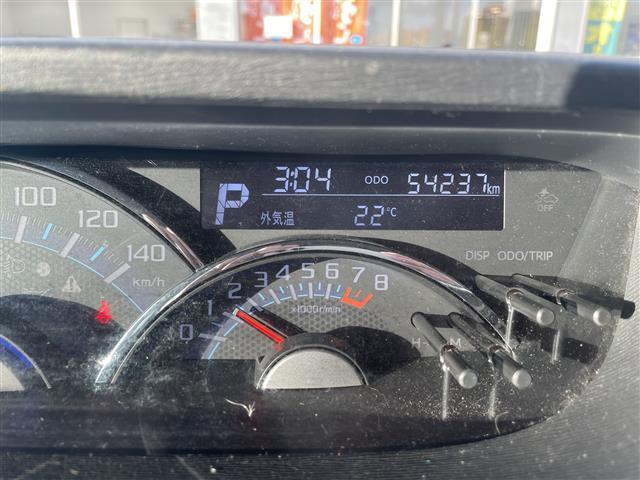 3:04 ODO 54237km
P
外気温 22℃
100
120
140
km/h
DISP ODO/TRIP
OFF
0 1 2 3 4 5 6 7 8
×1000r/min
H M